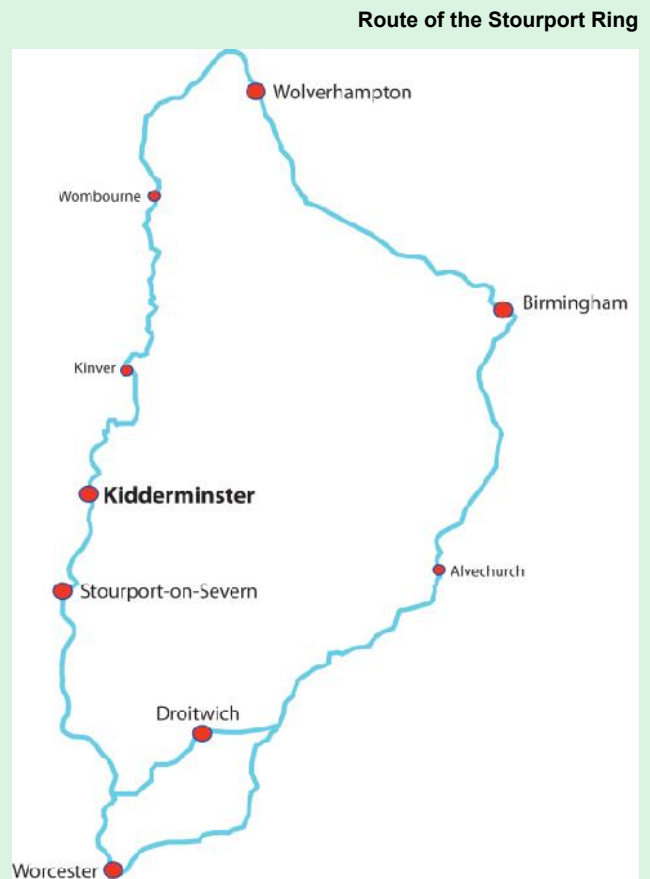 Route of the Stourport Ring
Wolverhampton
Wombourne
Birmingham
Kinver
Kidderminster
Alvechurch
Stourport-on-Severn
Droitwich
Worcester